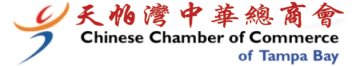 天帕灣中華總商會
Chinese Chamber of Commerce
of Tampa Bay